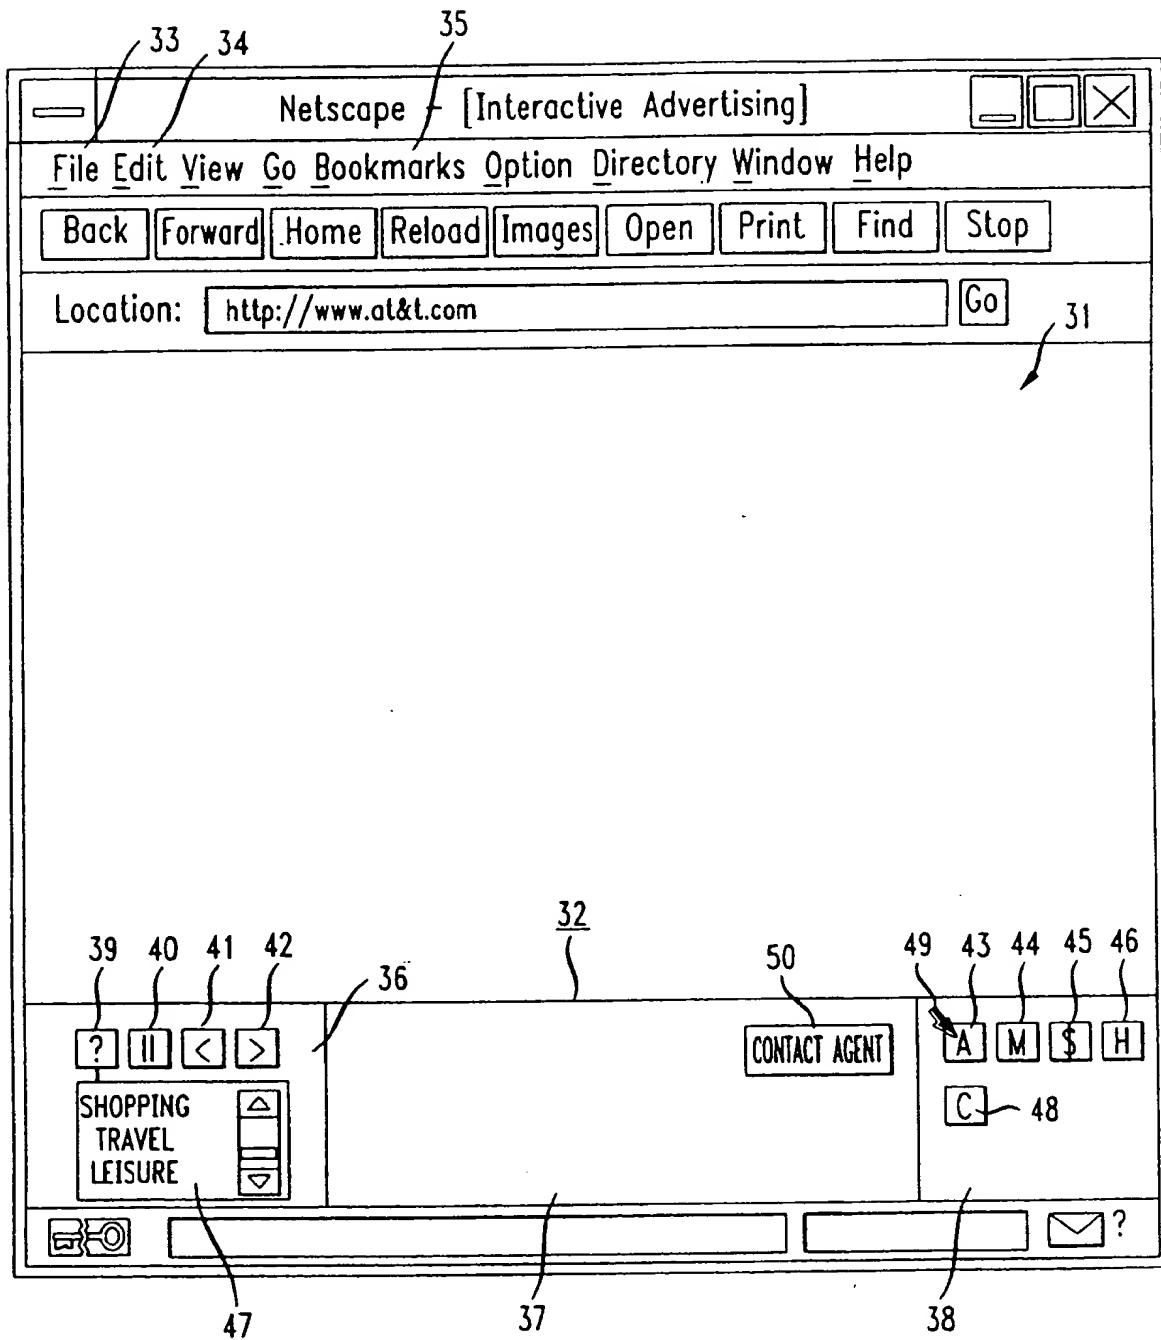 33 34 35
Netscape - [Interactive Advertising]
File Edit View Go Bookmarks Option Directory Window Help
Back Forward Home Reload Images Open Print Find Stop
Location: http://www.at&t.com Go
31
32
39 40 41 42 36 50 49 43 44 45 46
? || < > CONTACT AGENT A M $ H
SHOPPING
TRAVEL
LEISURE
C 48
?
47 37 38